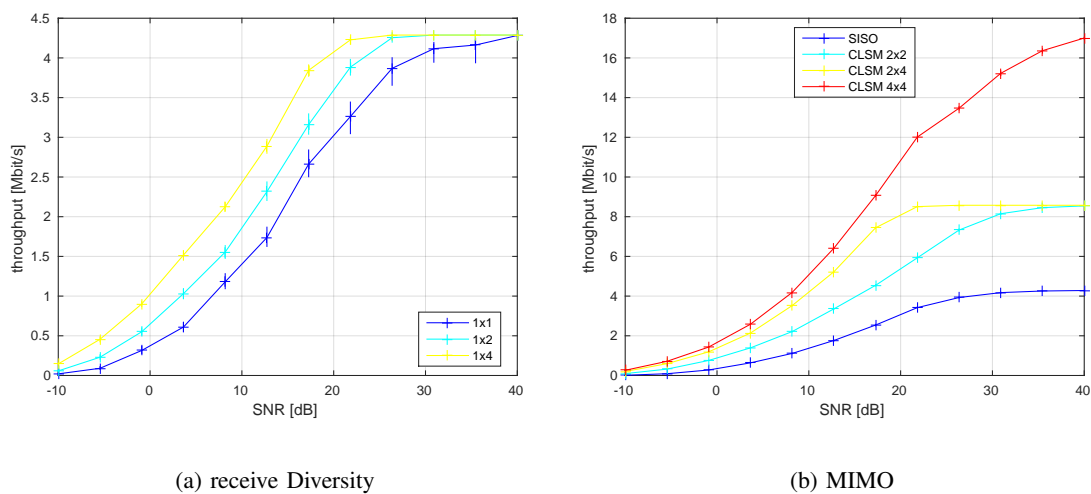 4.5
4
3.5
3
2.5
2
1.5
1
0.5
0
throughput [Mbit/s]
-10
0
10
20
30
40
SNR [dB]
1x1
1x2
1x4
(a) receive Diversity
18
16
14
12
10
8
6
4
2
0
throughput [Mbit/s]
-10
0
10
20
30
40
SNR [dB]
SISO
CLSM 2x2
CLSM 2x4
CLSM 4x4
(b) MIMO